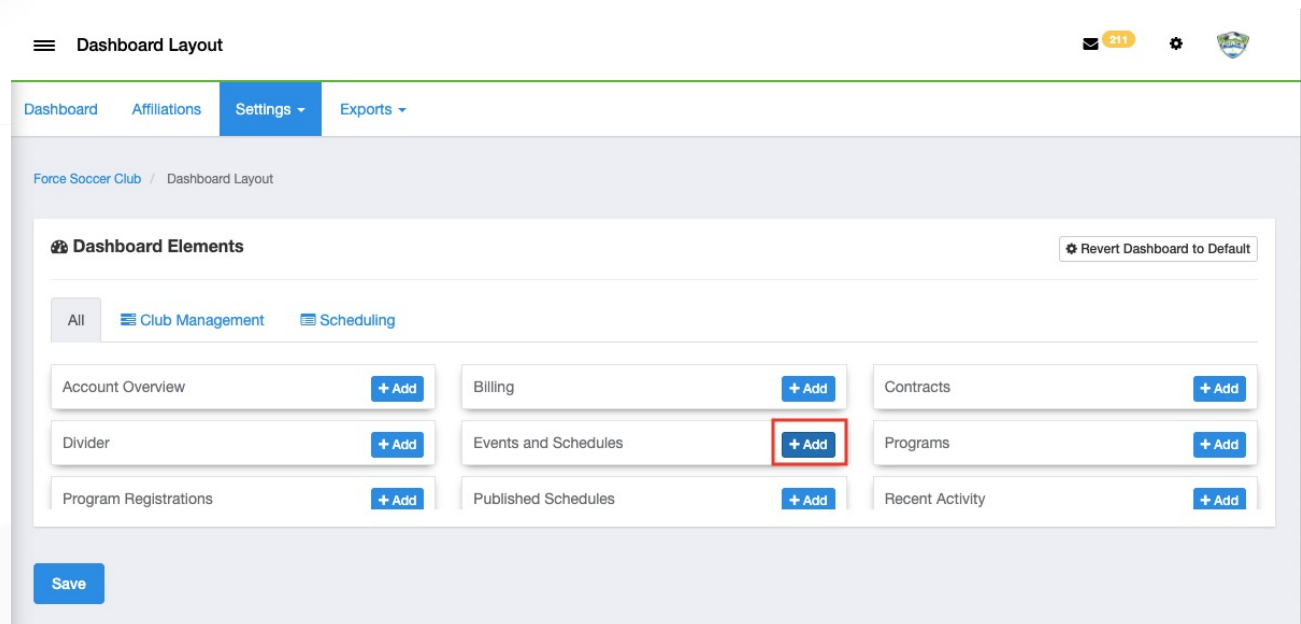 Dashboard Layout 211
Dashboard Affiliations Settings Exports
Force Soccer Club / Dashboard Layout
Dashboard Elements Revert Dashboard to Default
All Club Management Scheduling
Account Overview + Add Billing + Add Contracts + Add
Divider + Add Events and Schedules + Add Programs + Add
Program Registrations + Add Published Schedules + Add Recent Activity + Add
Save